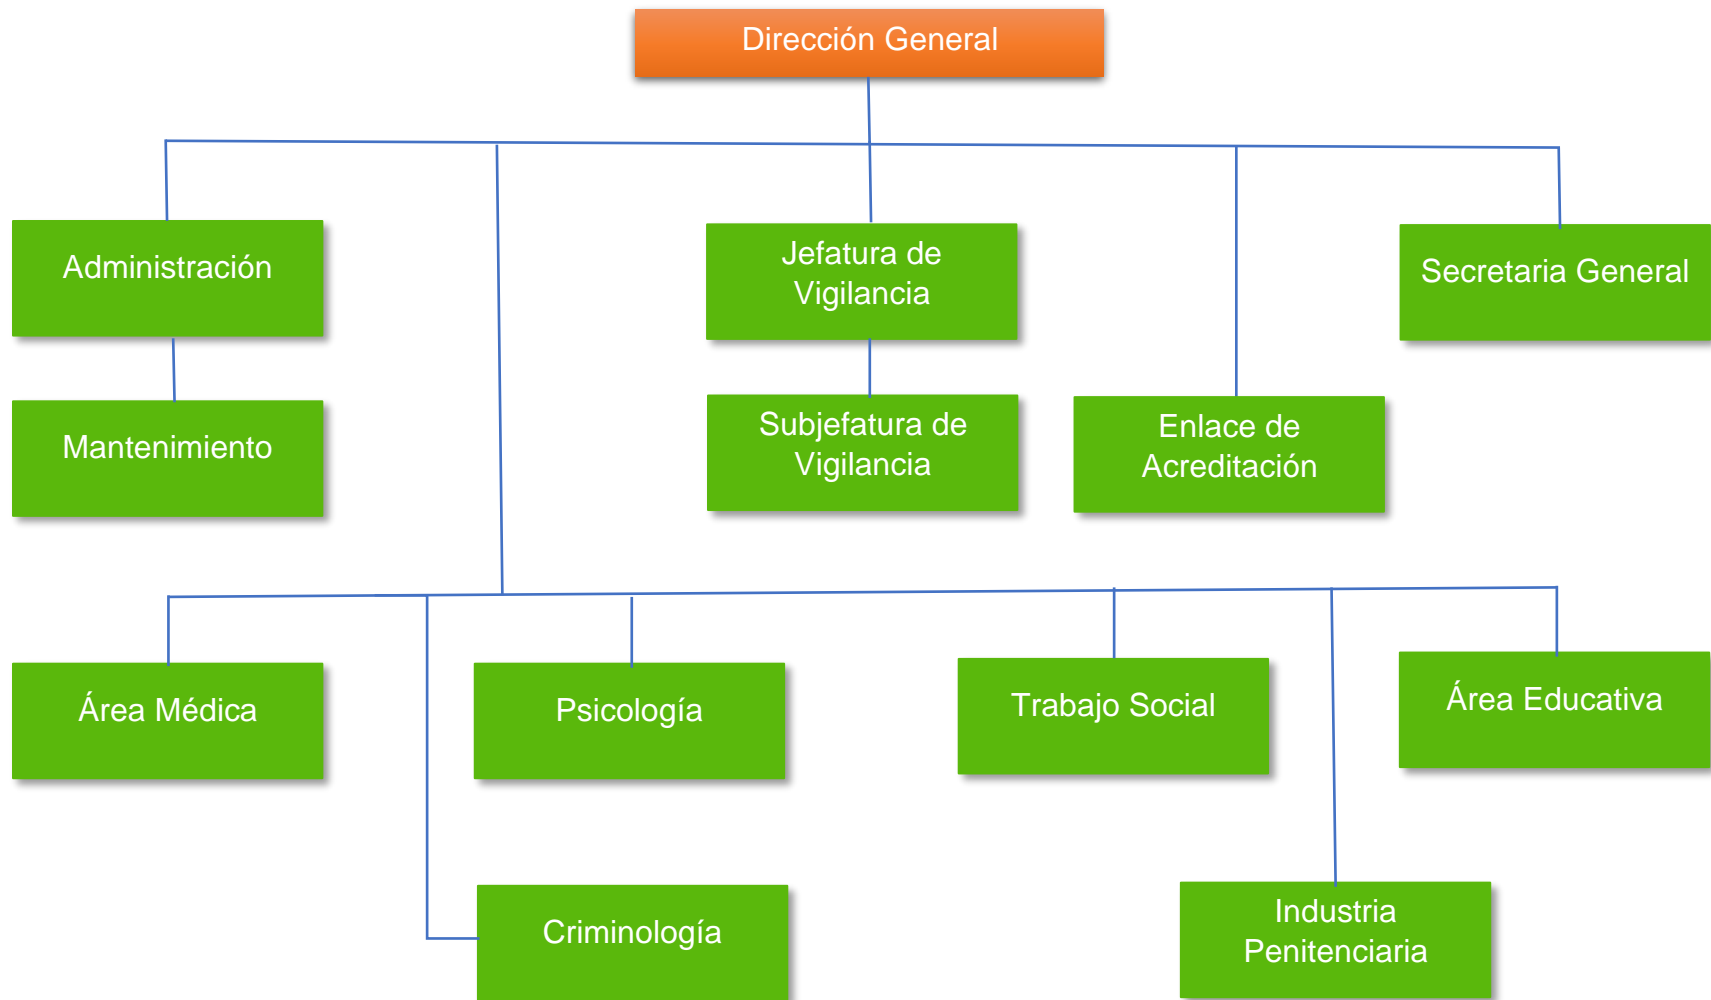 Dirección General
Administración
Jefatura de
Vigilancia
Secretaria General
Mantenimiento
Subjefatura de
Vigilancia
Enlace de
Acreditación
Área Médica
Psicología
Trabajo Social
Área Educativa
Criminología
Industria
Penitenciaria